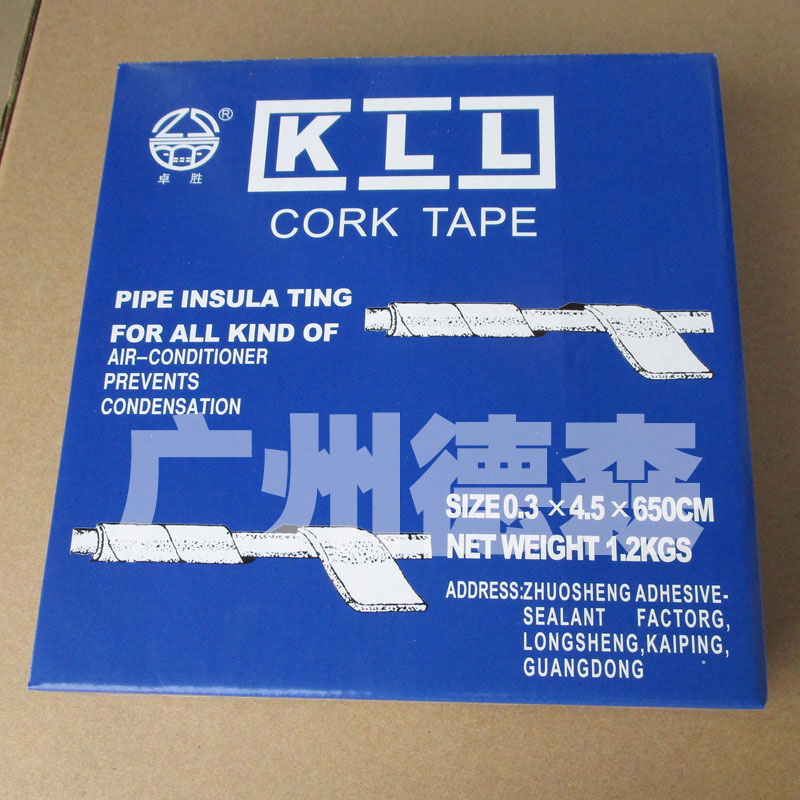 ®
卓胜
KLL
CORK TAPE
PIPE INSULA TING
FOR ALL KIND OF
AIR-CONDITIONER
PREVENTS
CONDENSATION
广州德森
SIZE 0.3×4.5×650CM
NET WEIGHT 1.2KGS
ADDRESS:ZHUOSHENG ADHESIVE-
SEALANT FACTORG,
LONGSHENG,KAIPING,
GUANGDONG